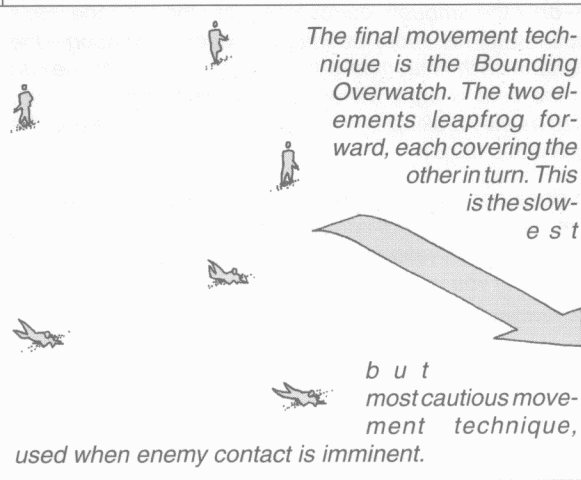 The final movement tech-
nique is the Bounding
Overwatch. The two el-
ements leapfrog for-
ward, each covering the
other in turn. This
is the slow-
e s t
b u t
most cautious move-
ment technique,
used when enemy contact is imminent.